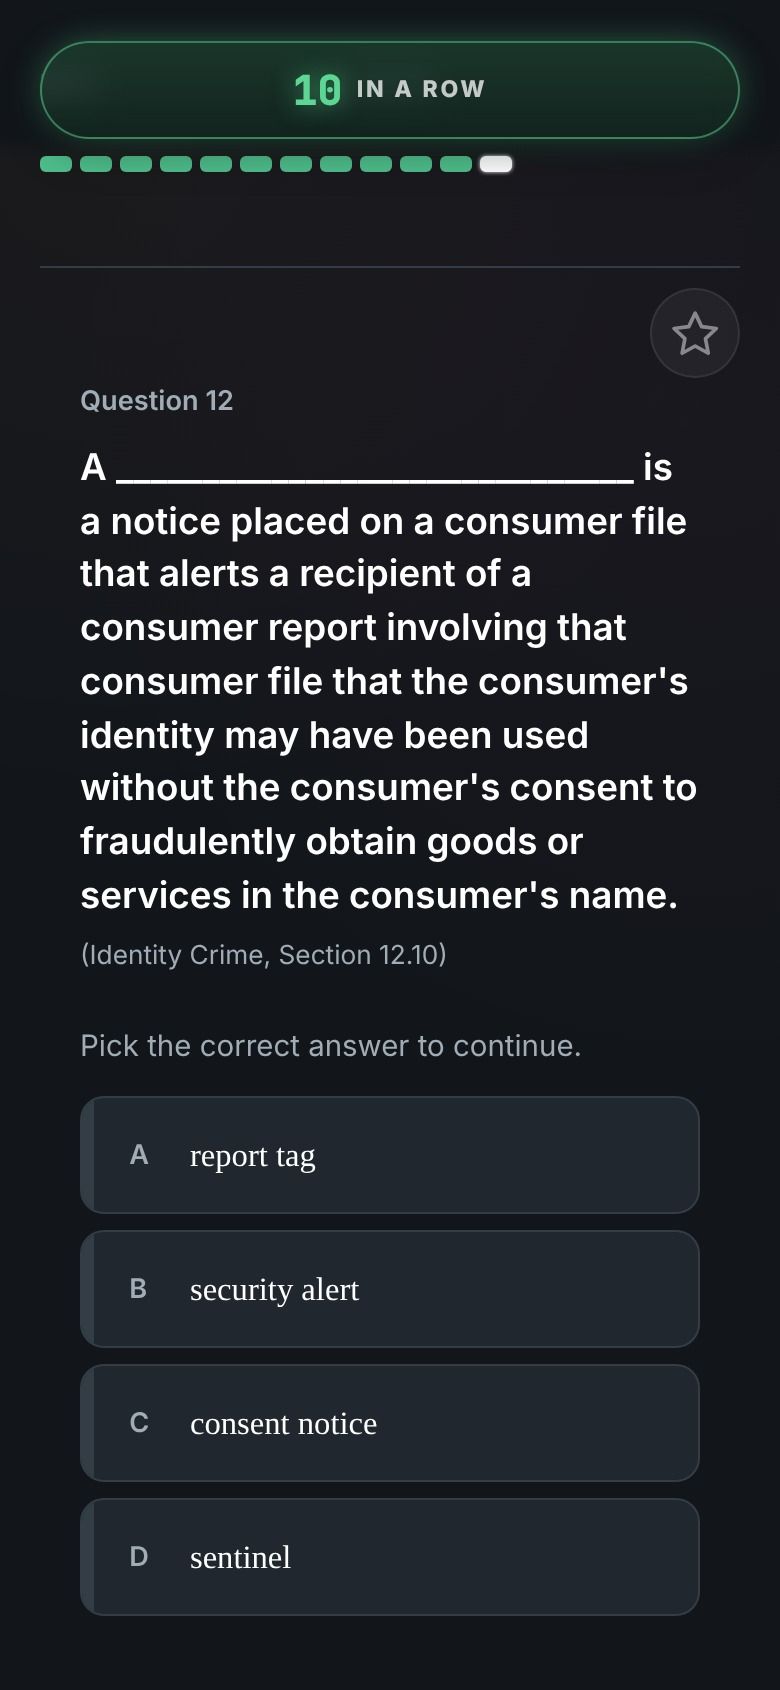 10 IN A ROW
Question 12
A ______________________________ is
a notice placed on a consumer file
that alerts a recipient of a
consumer report involving that
consumer file that the consumer's
identity may have been used
without the consumer's consent to
fraudulently obtain goods or
services in the consumer's name.
(Identity Crime, Section 12.10)
Pick the correct answer to continue.
A report tag
B security alert
C consent notice
D sentinel